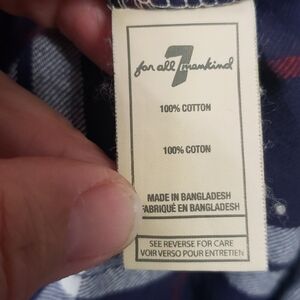 for all 7 mankind
100% COTTON
100% COTON
MADE IN BANGLADESH
FABRIQUÉ EN BANGLADESH
SEE REVERSE FOR CARE
VOIR VERSO POUR ENTRETIEN